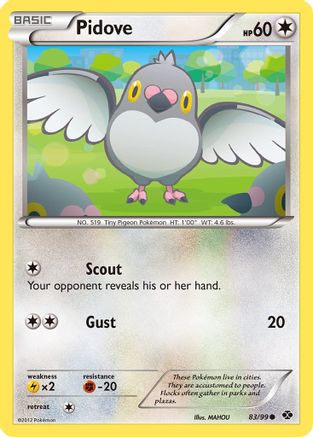 BASIC
Pidove
HP60
NO. 519 Tiny Pigeon Pokémon HT: 1'00" WT: 4.6 lbs.
Scout
Your opponent reveals his or her hand.
Gust 20
weakness
×2
resistance
-20
retreat
These Pokémon live in cities.
They are accustomed to people.
Flocks often gather in parks and
plazas.
©2012 Pokémon
Illus. MAHOU
83/99